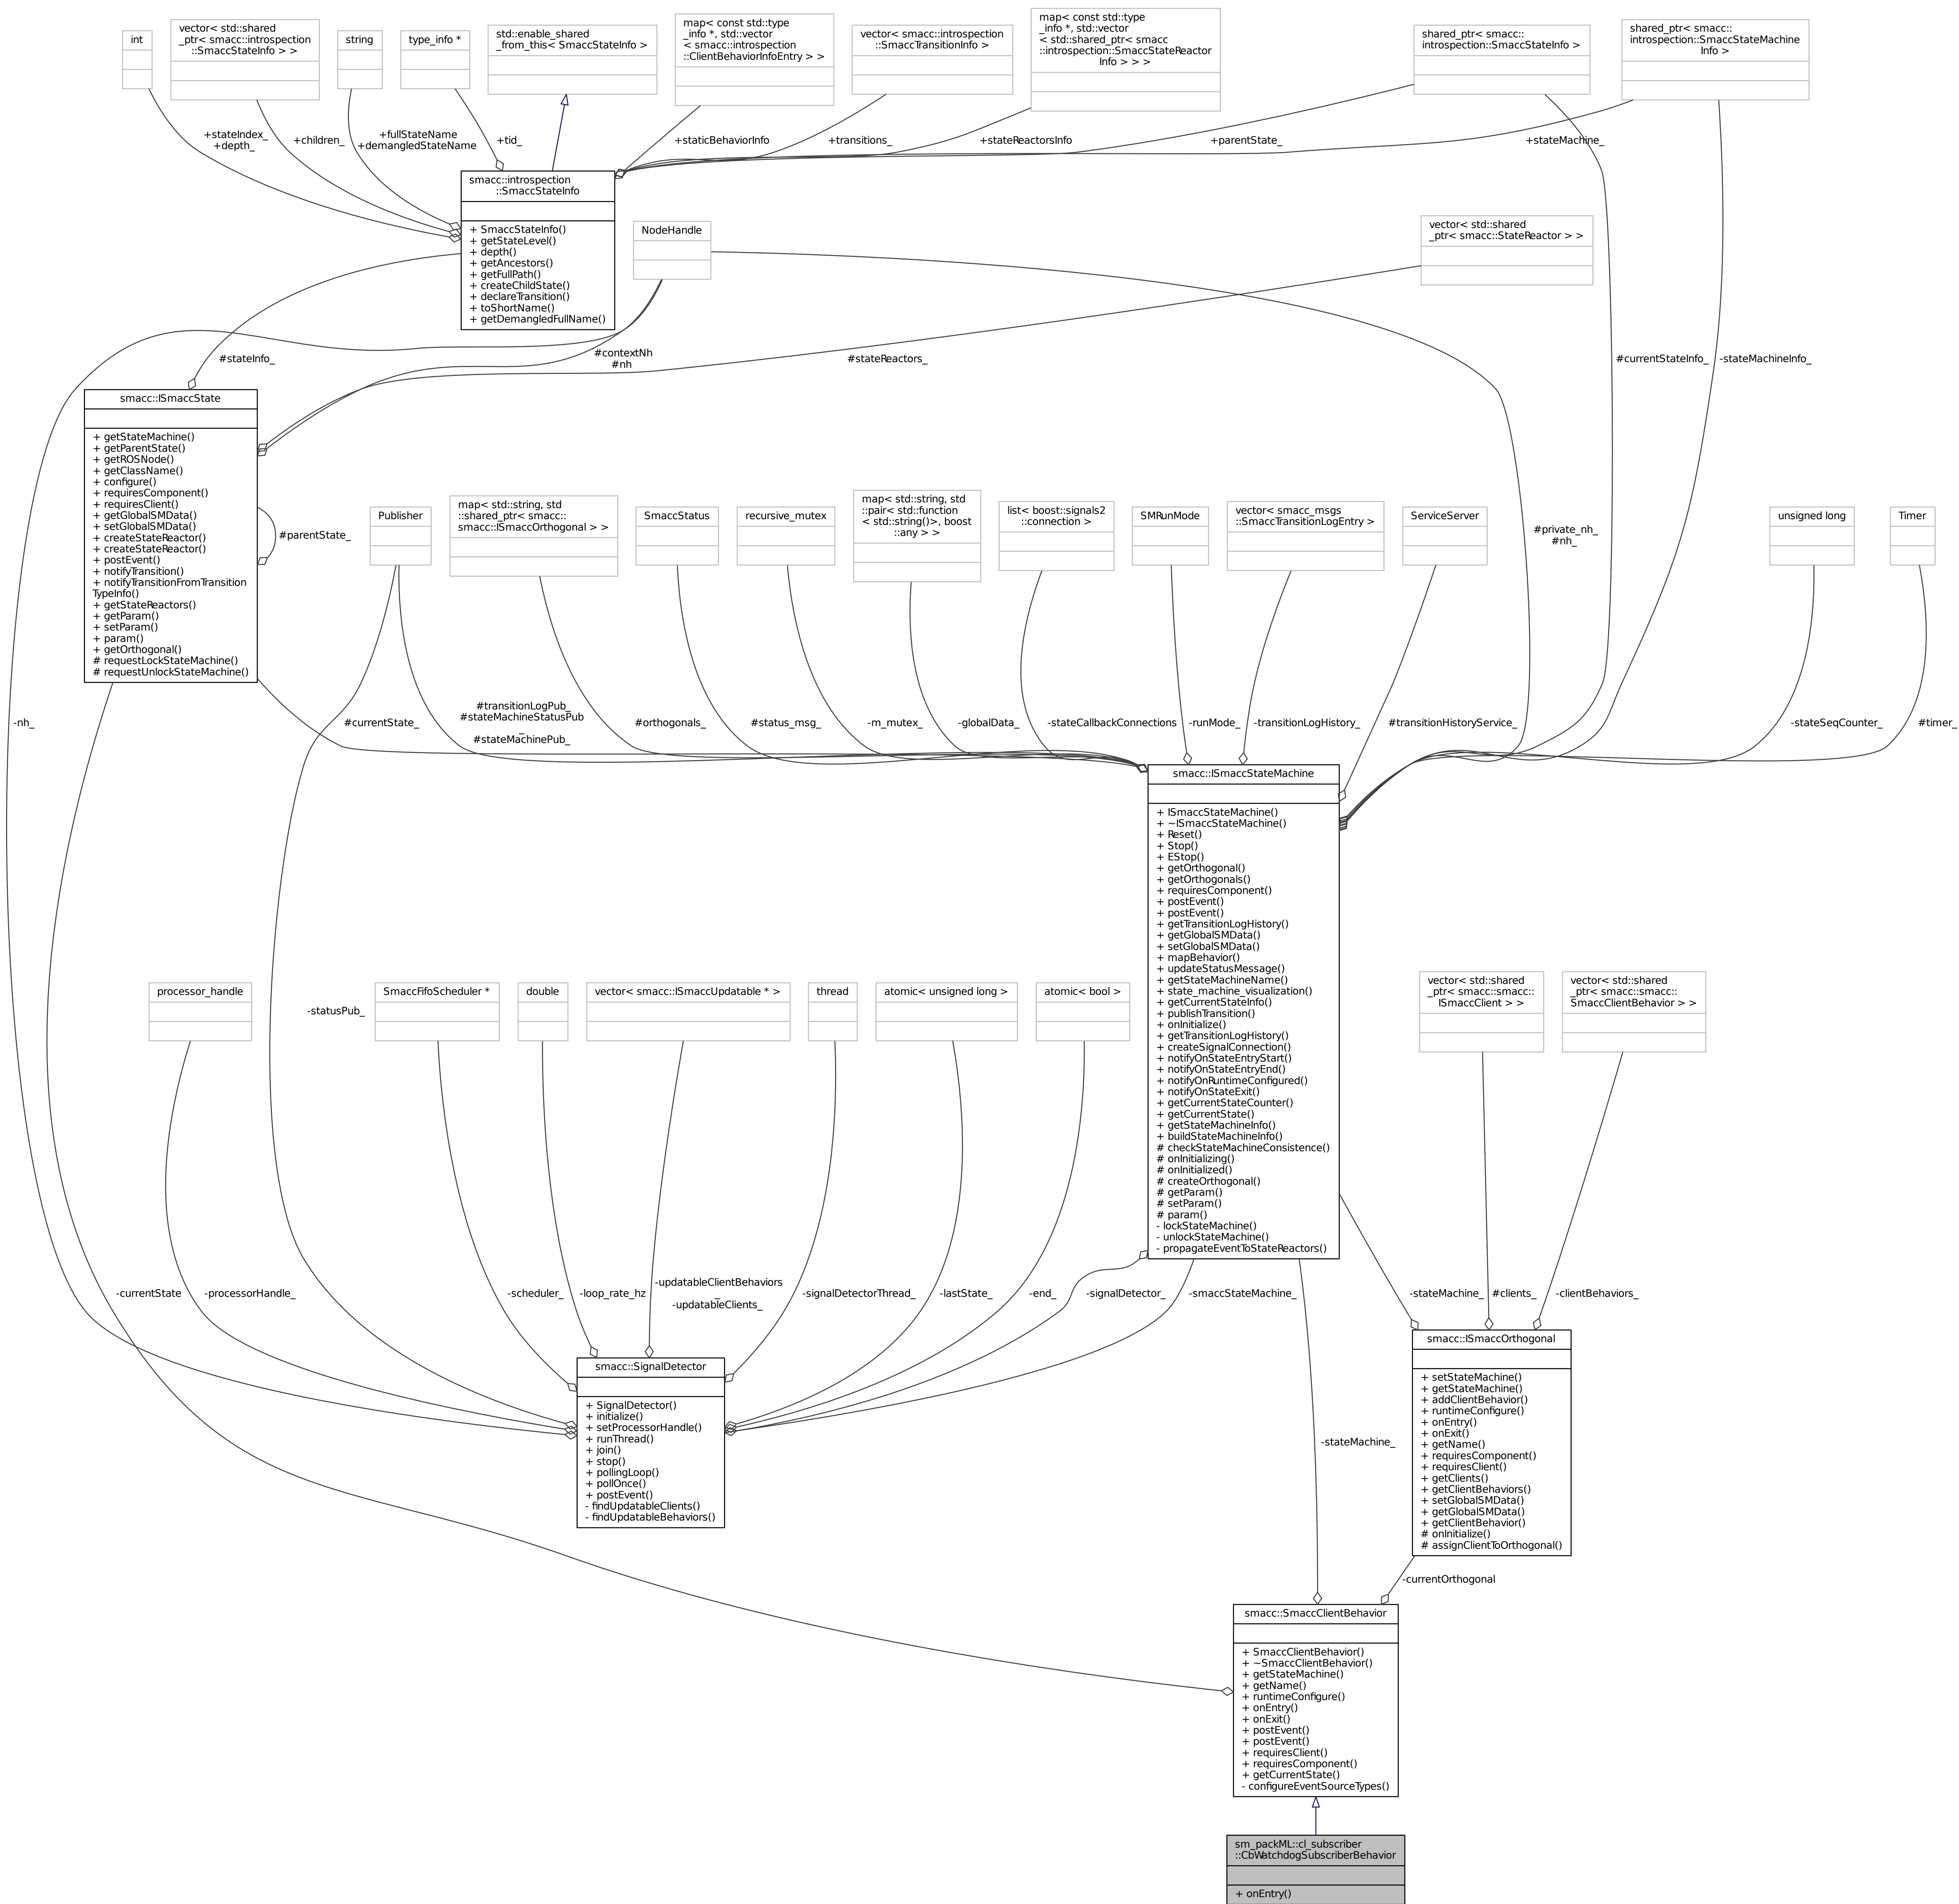 int
vector< std::shared
_ptr< smacc::introspection
::SmaccStateInfo > >
string
type_info *
std::enable_shared
_from_this< SmaccStateInfo >
map< const std::type
_info *, std::vector
< smacc::introspection
::ClientBehaviorInfoEntry > >
vector< smacc::introspection
::SmaccTransitionInfo >
map< const std::type
_info *, std::vector
< std::shared_ptr< smacc
::introspection::SmaccStateReactor
Info > > >
shared_ptr< smacc::
introspection::SmaccStateInfo >
shared_ptr< smacc::
introspection::SmaccStateMachine
Info >
+stateIndex_
+depth_
+children_
+fullStateName
+demangledStateName
+tid_
+staticBehaviorInfo
+transitions_
+stateReactorsInfo
+parentState_
+stateMachine_
smacc::introspection
::SmaccStateInfo
+ SmaccStateInfo()
+ getStateLevel()
+ depth()
+ getAncestors()
+ getFullPath()
+ createChildState()
+ declareTransition()
+ toShortName()
+ getDemangledFullName()
NodeHandle
vector< std::shared
_ptr< smacc::StateReactor > >
#stateInfo_
#contextNh
#nh
#stateReactors_
#currentStateInfo_
-stateMachineInfo_
smacc::ISmaccState
+ getStateMachine()
+ getParentState()
+ getROSNode()
+ getClassName()
+ configure()
+ requiresComponent()
+ requiresClient()
+ getGlobalSMData()
+ setGlobalSMData()
+ createStateReactor()
+ createStateReactor()
+ postEvent()
+ notifyTransition()
+ notifyTransitionFromTransition
TypeInfo()
+ getStateReactors()
+ getParam()
+ setParam()
+ param()
+ getOrthogonal()
# requestLockStateMachine()
# requestUnlockStateMachine()
#parentState_
Publisher
map< std::string, std
::shared_ptr< smacc::
smacc::ISmaccOrthogonal > >
SmaccStatus
recursive_mutex
map< std::string, std
::pair< std::function
< std::string()>, boost
::any > >
list< boost::signals2
::connection >
SMRunMode
vector< smacc_msgs
::SmaccTransitionLogEntry >
ServiceServer
#private_nh_
#nh_
unsigned long
Timer
-nh_
#currentState_
#transitionLogPub_
#stateMachineStatusPub
_
#stateMachinePub_
#orthogonals_
#status_msg_
-m_mutex_
-globalData_
-stateCallbackConnections
-runMode_
-transitionLogHistory_
#transitionHistoryService_
-stateSeqCounter_
#timer_
smacc::ISmaccStateMachine
+ ISmaccStateMachine()
+ ~ISmaccStateMachine()
+ Reset()
+ Stop()
+ EStop()
+ getOrthogonal()
+ getOrthogonals()
+ requiresComponent()
+ postEvent()
+ postEvent()
+ getTransitionLogHistory()
+ getGlobalSMData()
+ setGlobalSMData()
+ mapBehavior()
+ updateStatusMessage()
+ getStateMachineName()
+ state_machine_visualization()
+ getCurrentStateInfo()
+ publishTransition()
+ onInitialize()
+ getTransitionLogHistory()
+ createSignalConnection()
+ notifyOnStateEntryStart()
+ notifyOnStateEntryEnd()
+ notifyOnRuntimeConfigured()
+ notifyOnStateExit()
+ getCurrentStateCounter()
+ getCurrentState()
+ getStateMachineInfo()
+ buildStateMachineInfo()
# checkStateMachineConsistence()
# onInitializing()
# onInitialized()
# createOrthogonal()
# getParam()
# setParam()
# param()
- lockStateMachine()
- unlockStateMachine()
- propagateEventToStateReactors()
processor_handle
-statusPub_
SmaccFifoScheduler *
double
vector< smacc::ISmaccUpdatable * >
thread
atomic< unsigned long >
atomic< bool >
vector< std::shared
_ptr< smacc::smacc::
ISmaccClient > >
vector< std::shared
_ptr< smacc::smacc::
SmaccClientBehavior > >
-currentState
-processorHandle_
-scheduler_
-loop_rate_hz
-updatableClientBehaviors
_
-updatableClients_
-signalDetectorThread_
-lastState_
-end_
-signalDetector_
-smaccStateMachine_
-stateMachine_
#clients_
-clientBehaviors_
smacc::SignalDetector
+ SignalDetector()
+ initialize()
+ setProcessorHandle()
+ runThread()
+ join()
+ stop()
+ pollingLoop()
+ pollOnce()
+ postEvent()
- findUpdatableClients()
- findUpdatableBehaviors()
-stateMachine_
smacc::ISmaccOrthogonal
+ setStateMachine()
+ getStateMachine()
+ addClientBehavior()
+ runtimeConfigure()
+ onEntry()
+ onExit()
+ getName()
+ requiresComponent()
+ requiresClient()
+ getClients()
+ getClientBehaviors()
+ setGlobalSMData()
+ getGlobalSMData()
+ getClientBehavior()
# onInitialize()
# assignClientToOrthogonal()
-currentOrthogonal
smacc::SmaccClientBehavior
+ SmaccClientBehavior()
+ ~SmaccClientBehavior()
+ getStateMachine()
+ getName()
+ runtimeConfigure()
+ onEntry()
+ onExit()
+ postEvent()
+ postEvent()
+ requiresClient()
+ requiresComponent()
+ getCurrentState()
- configureEventSourceTypes()
sm_packML::cl_subscriber
::CbWatchdogSubscriberBehavior
+ onEntry()